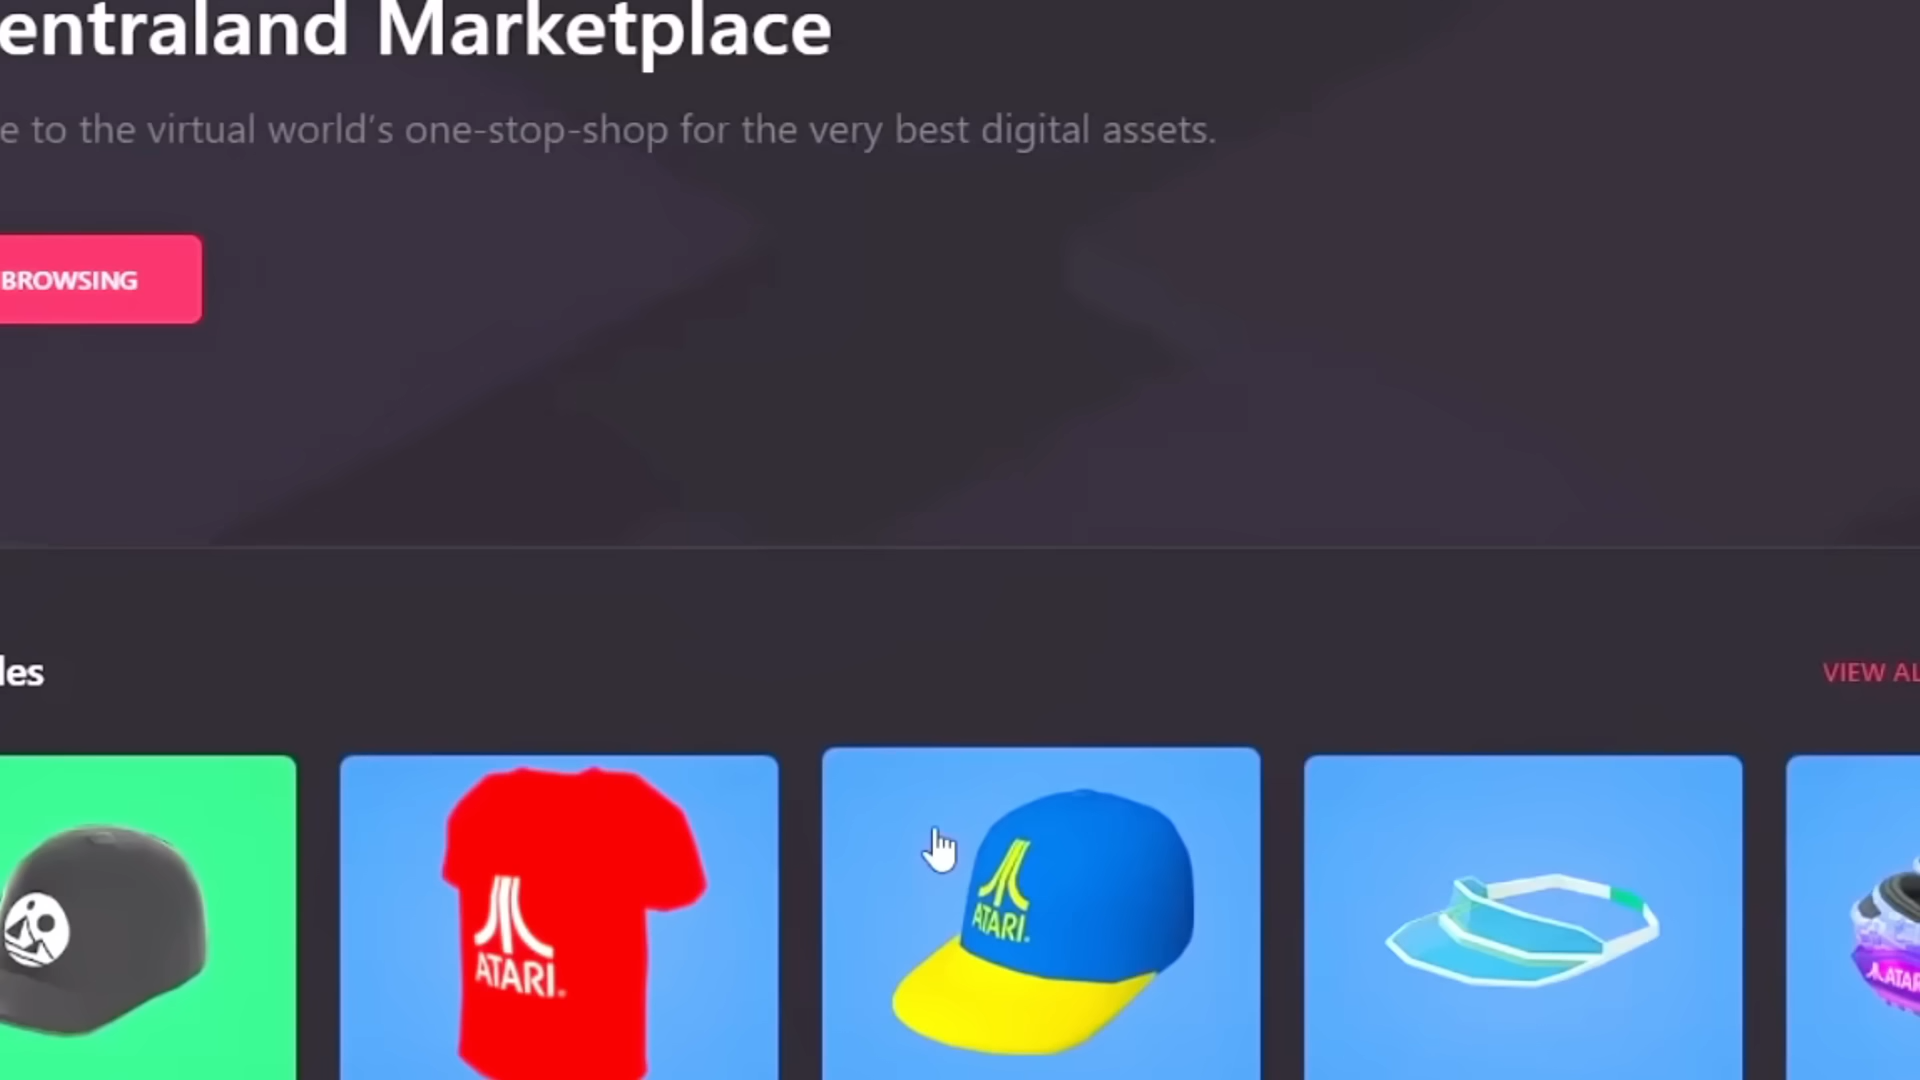 entraland Marketplace
e to the virtual world's one-stop-shop for the very best digital assets.
BROWSING
les
VIEW AL
ATARI.
ATARI.
ATAR